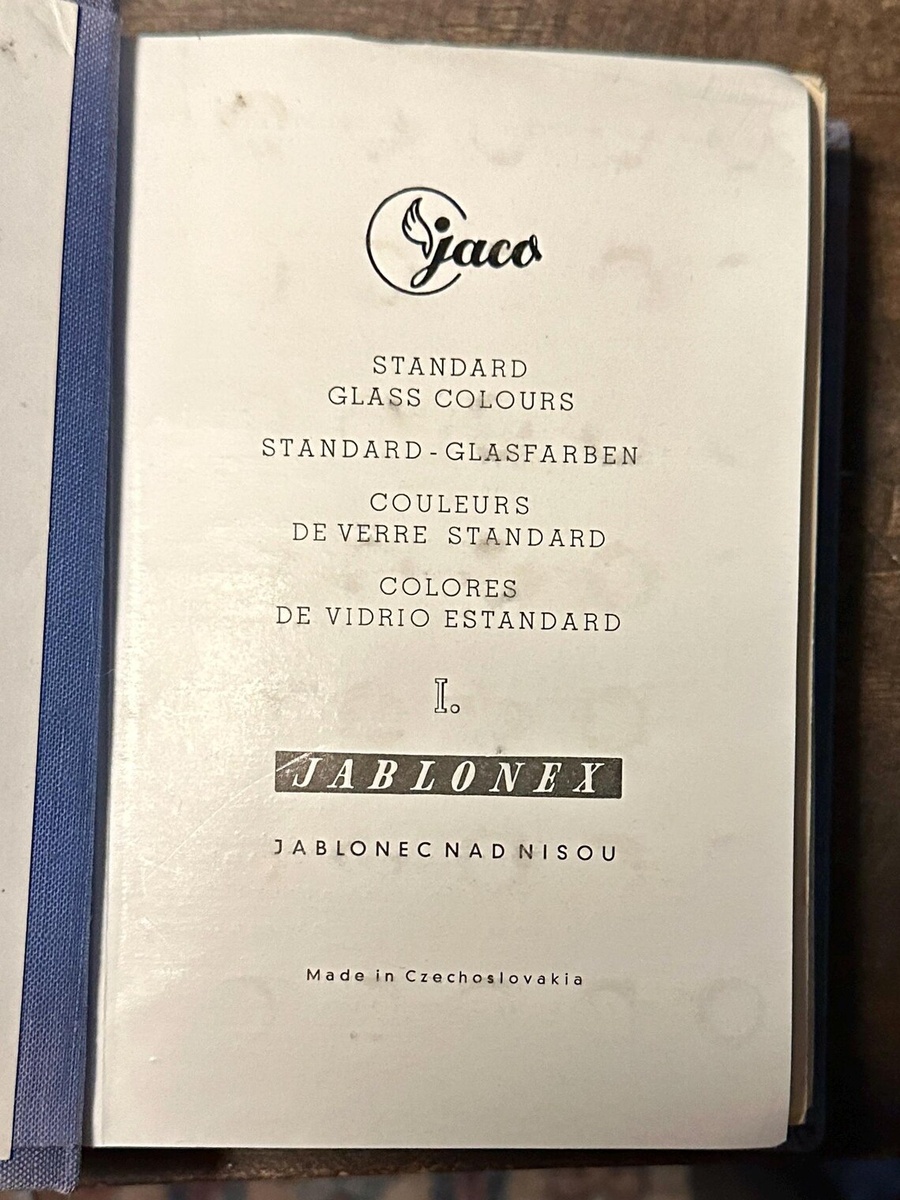 jaco
STANDARD
GLASS COLOURS
STANDARD-GLASFARBEN
COULEURS
DE VERRE STANDARD
COLORES
DE VIDRIO ESTANDARD
I.
JABLONEX
JABLONEC NAD NISOU
Made in Czechoslovakia